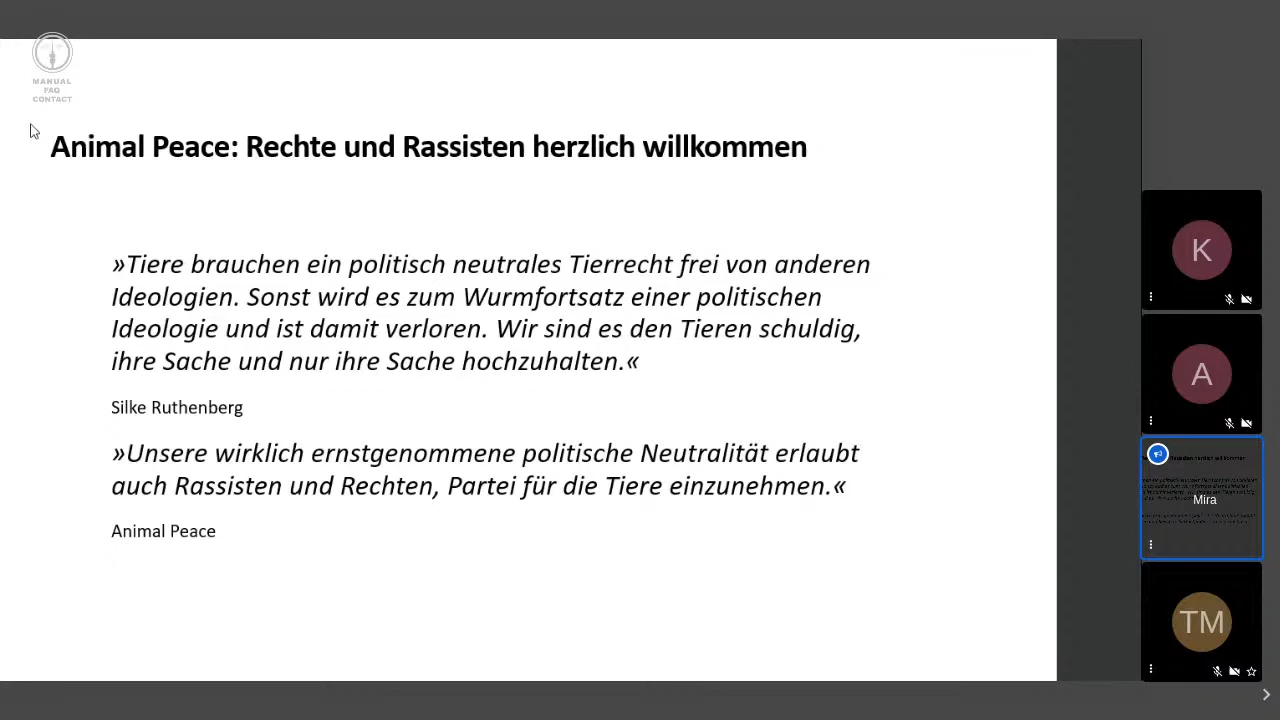 MANUAL
FAQ
CONTACT
Animal Peace: Rechte und Rassisten herzlich willkommen
»Tiere brauchen ein politisch neutrales Tierrecht frei von anderen
Ideologien. Sonst wird es zum Wurmfortsatz einer politischen
Ideologie und ist damit verloren. Wir sind es den Tieren schuldig,
ihre Sache und nur ihre Sache hochzuhalten.«
Silke Ruthenberg
»Unsere wirklich ernstgenommene politische Neutralität erlaubt
auch Rassisten und Rechten, Partei für die Tiere einzunehmen.«
Animal Peace
K
A
Mira
TM